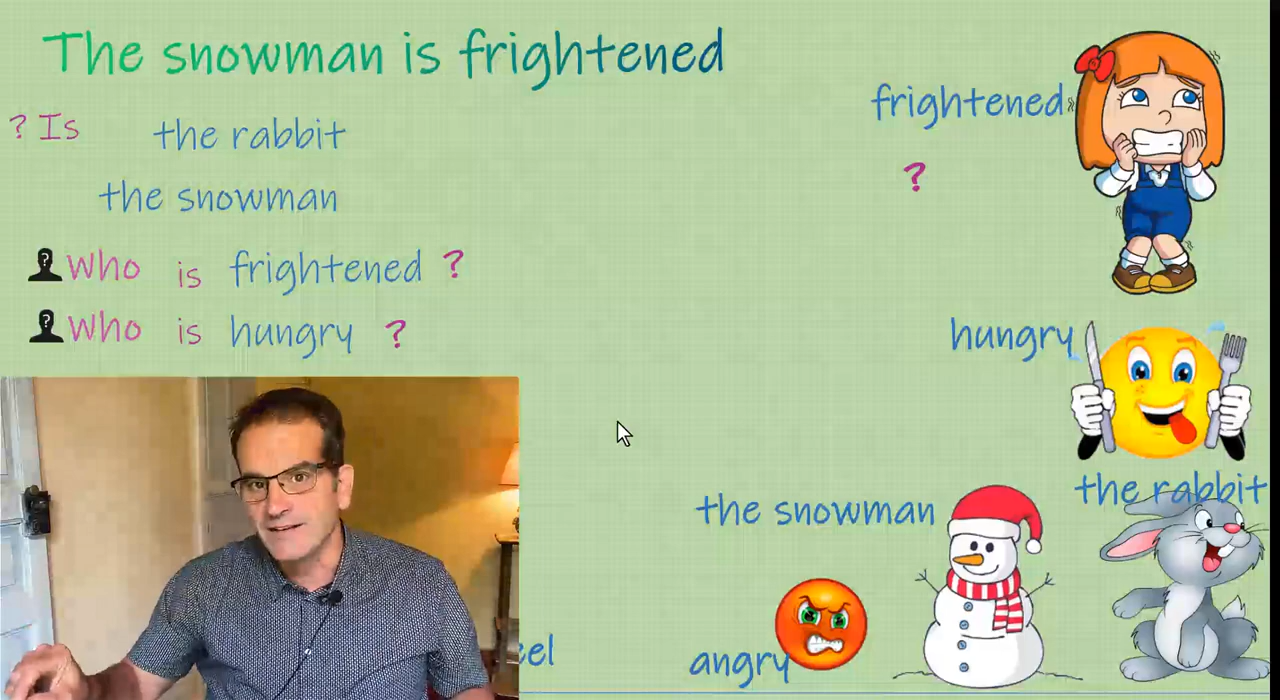 The snowman is frightened
frightened
? Is the rabbit
?
the snowman
Who is frightened ?
Who is hungry ?
hungry
the rabbit
the snowman
angry